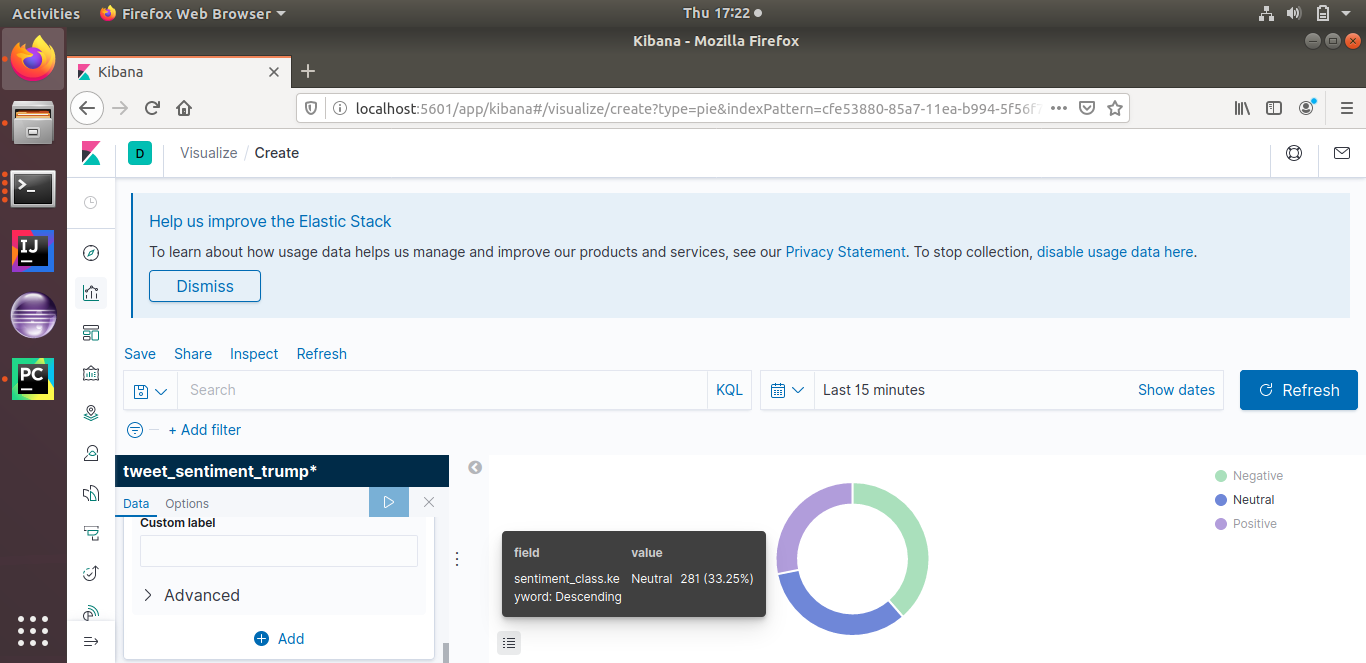 Activities
Firefox Web Browser
Thu 17:22
Kibana - Mozilla Firefox
Kibana
localhost:5601/app/kibana#/visualize/create?type=pie&indexPattern=cfe53880-85a7-11ea-b994-5f56f
D
Visualize / Create
Help us improve the Elastic Stack
To learn about how usage data helps us manage and improve our products and services, see our Privacy Statement. To stop collection, disable usage data here.
Dismiss
Save Share Inspect Refresh
Search
KQL
Last 15 minutes
Show dates
Refresh
+ Add filter
tweet_sentiment_trump*
Data Options
Custom label
Advanced
Add
field value
sentiment_class.ke Neutral 281 (33.25%)
yword: Descending
Negative
Neutral
Positive
IJ
PC